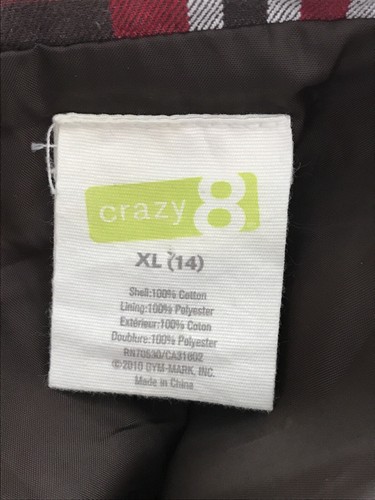 crazy 8
XL (14)
Shell:100% Cotton
Lining:100% Polyester
Extérieur:100% Coton
Doublure:100% Polyester
RN70530/CA31602
©2010 GYM-MARK, INC.
Made in China